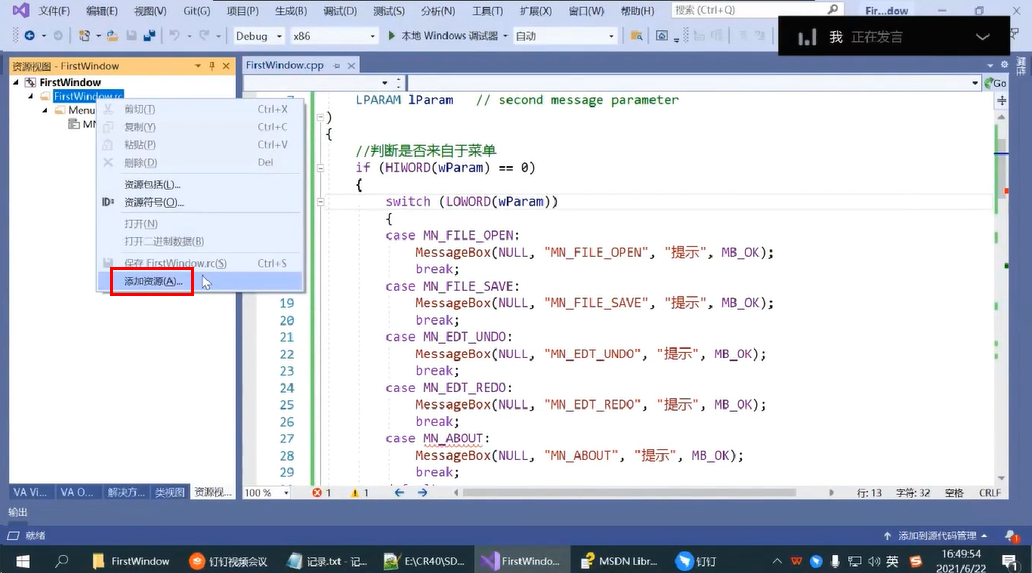 文件(F) 编辑(E) 视图(V) Git(G) 项目(P) 生成(B) 调试(D) 测试(S) 分析(N) 工具(T) 扩展(X) 窗口(W) 帮助(H) 搜索 (Ctrl+Q) Fir...dow
Debug x86 本地 Windows 调试器 自动
我 正在发言
资源视图 - FirstWindow
FirstWindow
FirstWindow.rc
Menu
MN
剪切(T) Ctrl+X
复制(Y) Ctrl+C
粘贴(P) Ctrl+V
删除(D) Del
资源包括(L)...
资源符号(O)...
打开(N)
打开二进制数据(B)
保存 FirstWindow.rc(S) Ctrl+S
添加资源(A)...
FirstWindow.cpp
Go
LPARAM lParam // second message parameter
)
{
//判断是否来自于菜单
if (HIWORD(wParam) == 0)
{
switch (LOWORD(wParam))
{
case MN_FILE_OPEN:
MessageBox(NULL, "MN_FILE_OPEN", "提示", MB_OK);
break;
case MN_FILE_SAVE:
19 MessageBox(NULL, "MN_FILE_SAVE", "提示", MB_OK);
20 break;
21 case MN_EDT_UNDO:
22 MessageBox(NULL, "MN_EDT_UNDO", "提示", MB_OK);
23 break;
24 case MN_EDT_REDO:
25 MessageBox(NULL, "MN_EDT_REDO", "提示", MB_OK);
26 break;
27 case MN_ABOUT:
28 MessageBox(NULL, "MN_ABOUT", "提示", MB_OK);
29 break;
VA Vi... VA O... 解决方... 类视图 资源视...
100 % 1 1 行: 13 字符: 32 空格 CRLF
输出
就绪 添加到源代码管理
FirstWindow 钉钉视频会议 记录.txt - 记... E:\CR40\SD... FirstWindo... MSDN Libr... 钉钉 英 16:49:54
2021/6/22